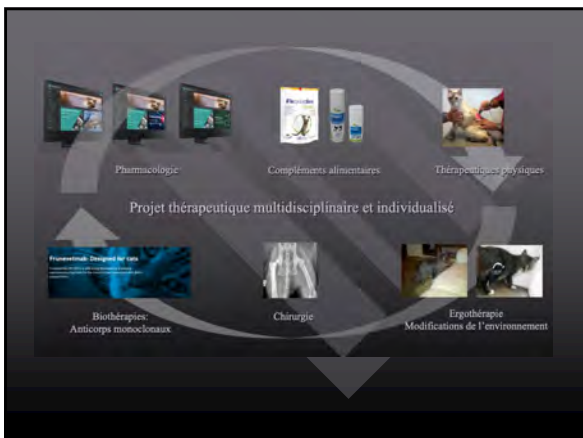 Pharmacologie
Compléments alimentaires
Thérapeutiques physiques
Projet thérapeutique multidisciplinaire et individualisé
Frunevetmab- Designed for cats
Biothérapies:
Anticorps monoclonaux
Chirurgie
Ergothérapie
Modifications de l’environnement